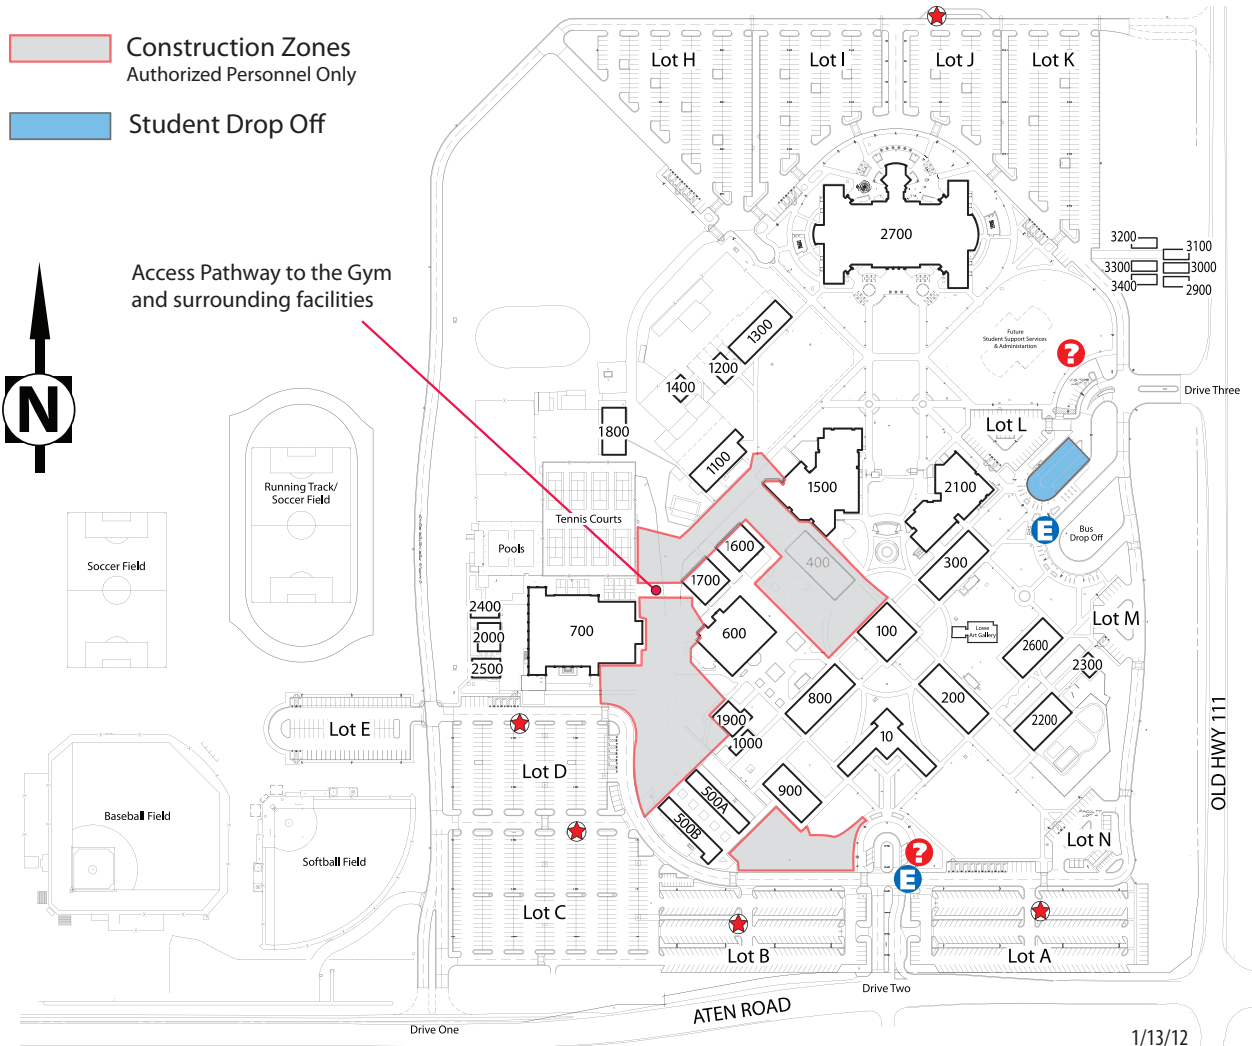 Construction Zones
Authorized Personnel Only
Student Drop Off
Lot H
Lot I
Lot J
Lot K
2700
3200
3100
3300
3000
3400
2900
Access Pathway to the Gym
and surrounding facilities
N
Future
Student Support Services
& Administartion
?
1300
1200
1400
Drive Three
1800
Lot L
1100
1500
2100
Running Track/
Soccer Field
Tennis Courts
E
Bus
Drop Off
Pools
1600
400
300
Soccer Field
1700
2400
2000
2500
700
600
100
Lowe
Art Gallery
Lot M
2600
2300
800
200
2200
1900
1000
10
Lot E
OLD HWY 111
Lot D
500A
500B
900
Baseball Field
Softball Field
?
E
Lot N
Lot C
Lot B
Lot A
Drive Two
ATEN ROAD
Drive One
1/13/12